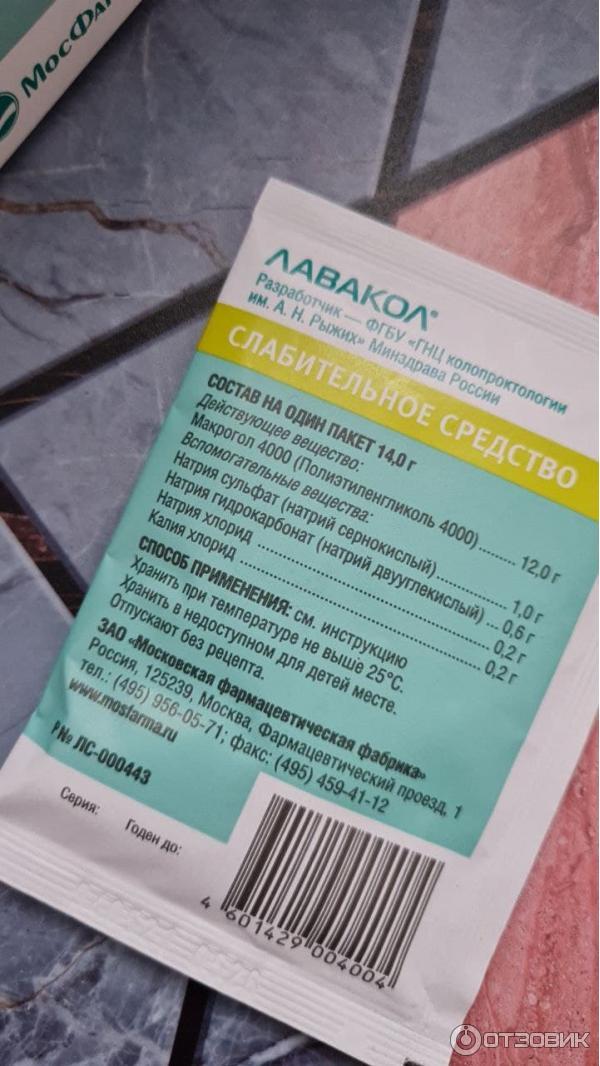 МосФар
ЛАВАКОЛ®
Разработчик — ФГБУ «ГНЦ колопроктологии
им. А. Н. Рыжих» Минздрава России
СЛАБИТЕЛЬНОЕ СРЕДСТВО
СОСТАВ НА ОДИН ПАКЕТ 14,0 г
Действующее вещество:
Макрогол 4000 (Полиэтиленгликоль 4000) ....... 12,0 г
Вспомогательные вещества:
Натрия сульфат (натрий сернокислый) ............ 1,0 г
Натрия гидрокарбонат (натрий двууглекислый) 0,6 г
Натрия хлорид ................................ 0,2 г
Калия хлорид ................................ 0,2 г
СПОСОБ ПРИМЕНЕНИЯ: см. инструкцию
Хранить при температуре не выше 25°С.
Хранить в недоступном для детей месте.
Отпускают без рецепта.
ЗАО «Московская фармацевтическая фабрика»
Россия, 125239, Москва, Фармацевтический проезд, 1
тел.: (495) 956-05-71; факс: (495) 459-41-12
www.mosfarma.ru
Р № ЛС-000443
Серия: Годен до:
4 601429 004004
ОТЗОВИК